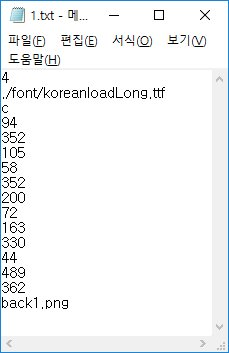 1.txt - 메...
파일(F) 편집(E) 서식(O) 보기(V)
도움말(H)
4
./font/koreanloadLong.ttf
c
94
352
105
58
352
200
72
163
330
44
489
362
back1.png